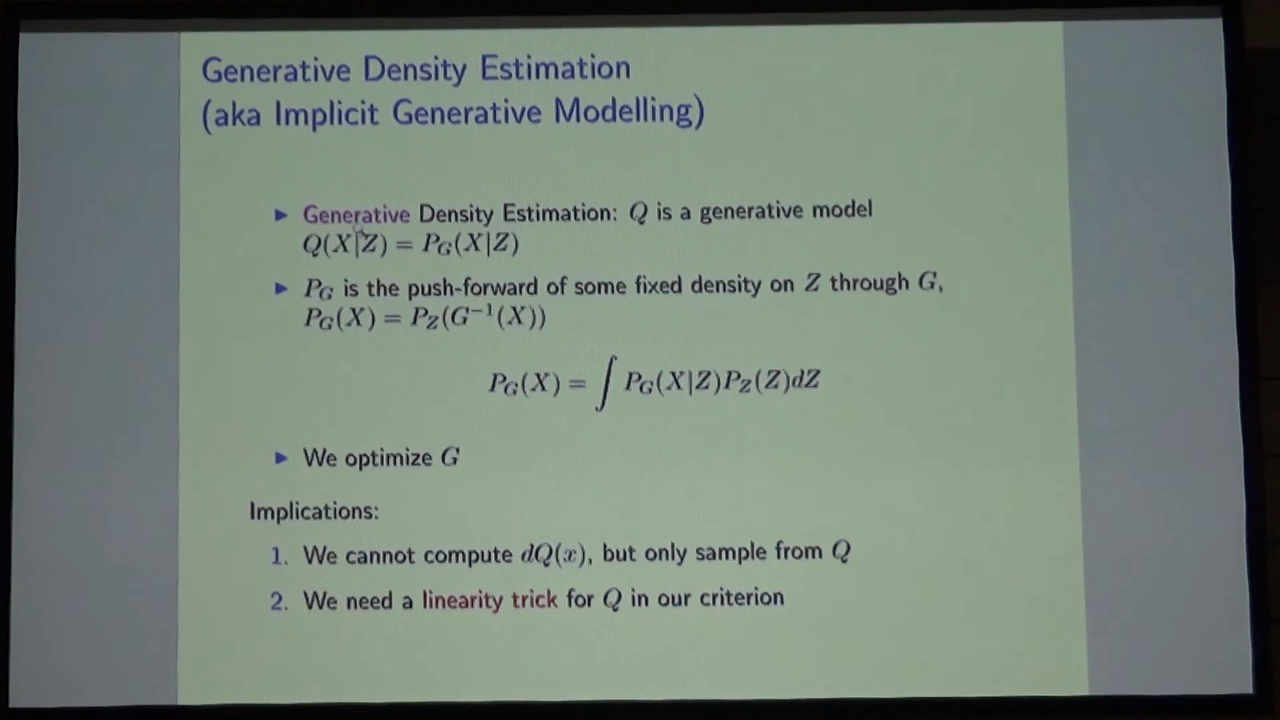 Generative Density Estimation
(aka Implicit Generative Modelling)
▶ Generative Density Estimation: Q is a generative model
Q(X|Z) = P_G(X|Z)
▶ P_G is the push-forward of some fixed density on Z through G,
P_G(X) = P_Z(G⁻¹(X))
P_G(X) = ∫ P_G(X|Z)P_Z(Z)dZ
▶ We optimize G
Implications:
1. We cannot compute dQ(x), but only sample from Q
2. We need a linearity trick for Q in our criterion